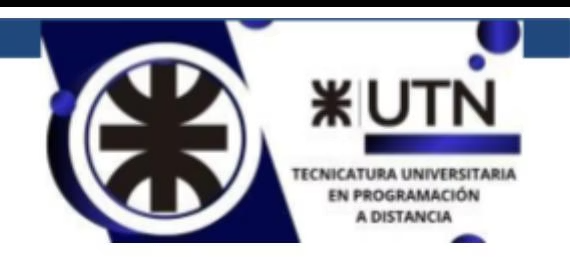 UTN
TECNICATURA UNIVERSITARIA
EN PROGRAMACIÓN
A DISTANCIA